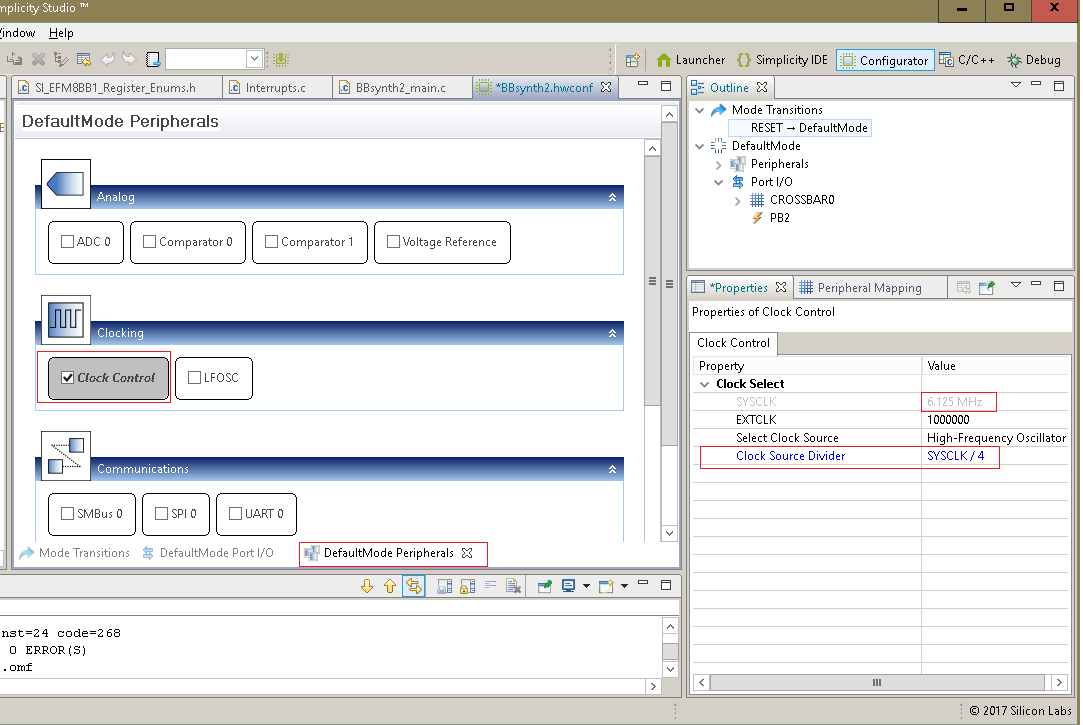 mplicity Studio ™
indow Help
Launcher Simplicity IDE Configurator C/C++ Debug
SI_EFM8BB1_Register_Enums.h Interrupts.c BBsynth2_main.c *BBsynth2.hwconf
DefaultMode Peripherals
Analog
ADC 0 Comparator 0 Comparator 1 Voltage Reference
Clocking
Clock Control LFOSC
Communications
SMBus 0 SPI 0 UART 0
Mode Transitions DefaultMode Port I/O DefaultMode Peripherals
nst=24 code=268
0 ERROR(S)
.omf
Outline
Mode Transitions
RESET → DefaultMode
DefaultMode
Peripherals
Port I/O
CROSSBAR0
PB2
*Properties Peripheral Mapping
Properties of Clock Control
Clock Control
Property Value
Clock Select
SYSCLK 6.125 MHz
EXTCLK 1000000
Select Clock Source High-Frequency Oscillator
Clock Source Divider SYSCLK / 4
© 2017 Silicon Labs